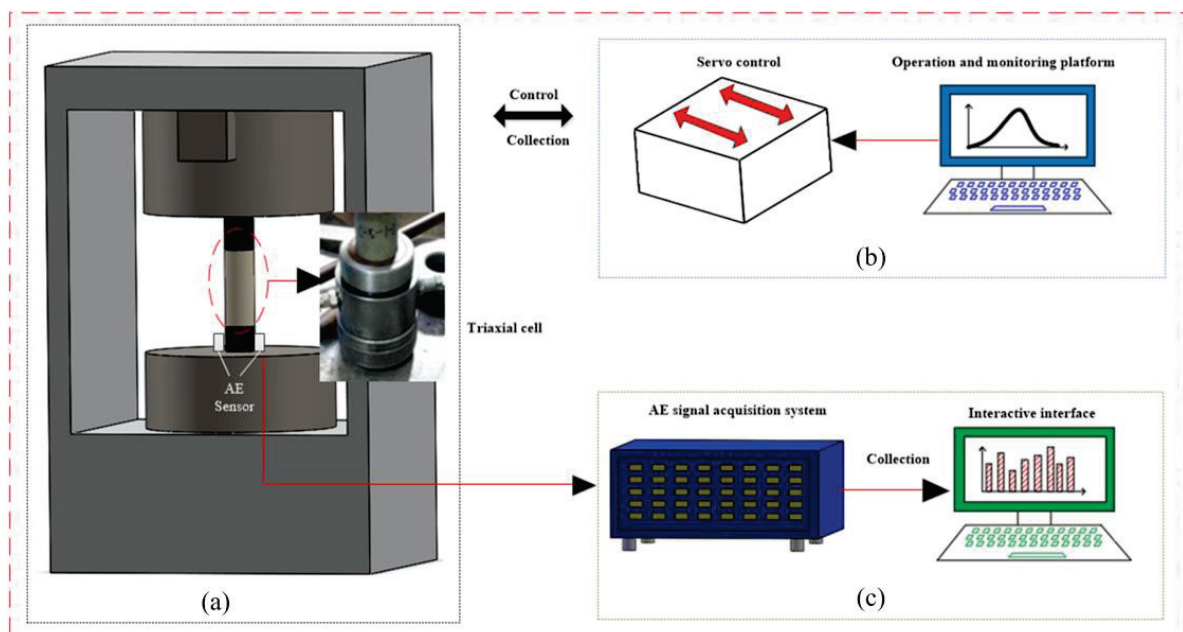 Servo control
Operation and monitoring platform
Control
Collection
(b)
Triaxial cell
AE
Sensor
(a)
AE signal acquisition system
Interactive interface
Collection
(c)